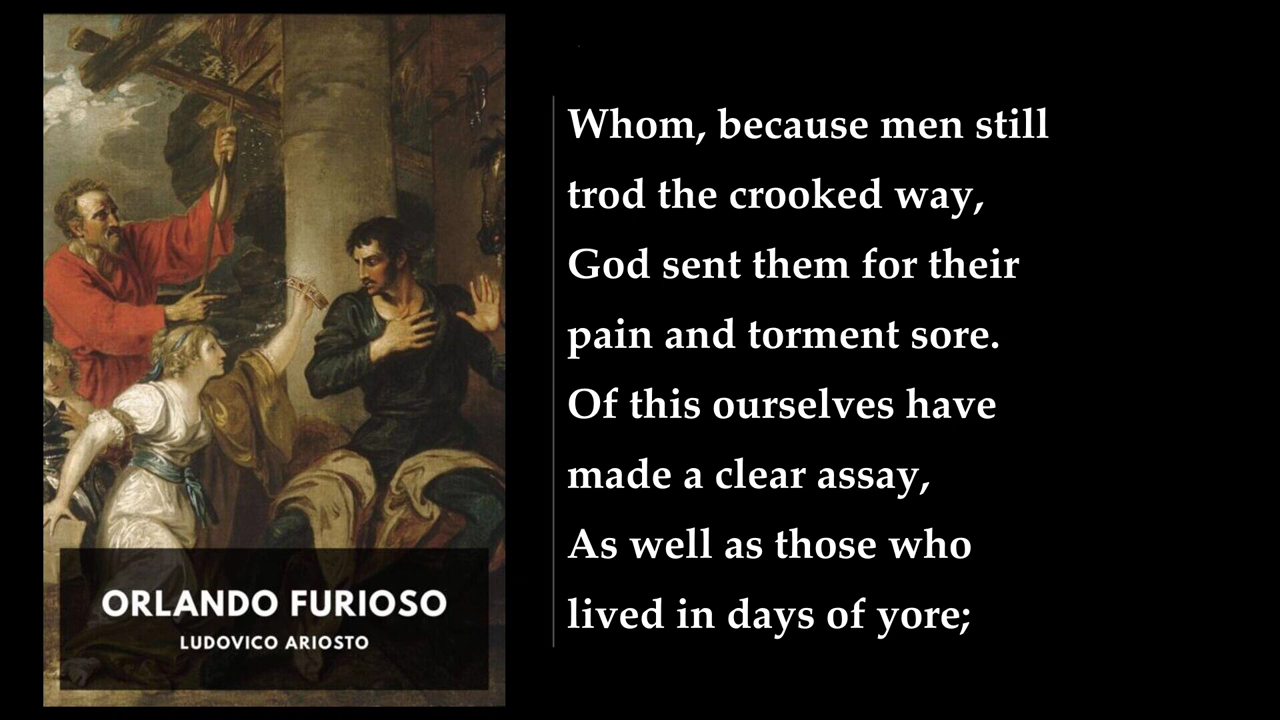 ORLANDO FURIOSO
LUDOVICO ARIOSTO
Whom, because men still
trod the crooked way,
God sent them for their
pain and torment sore.
Of this ourselves have
made a clear assay,
As well as those who
lived in days of yore;